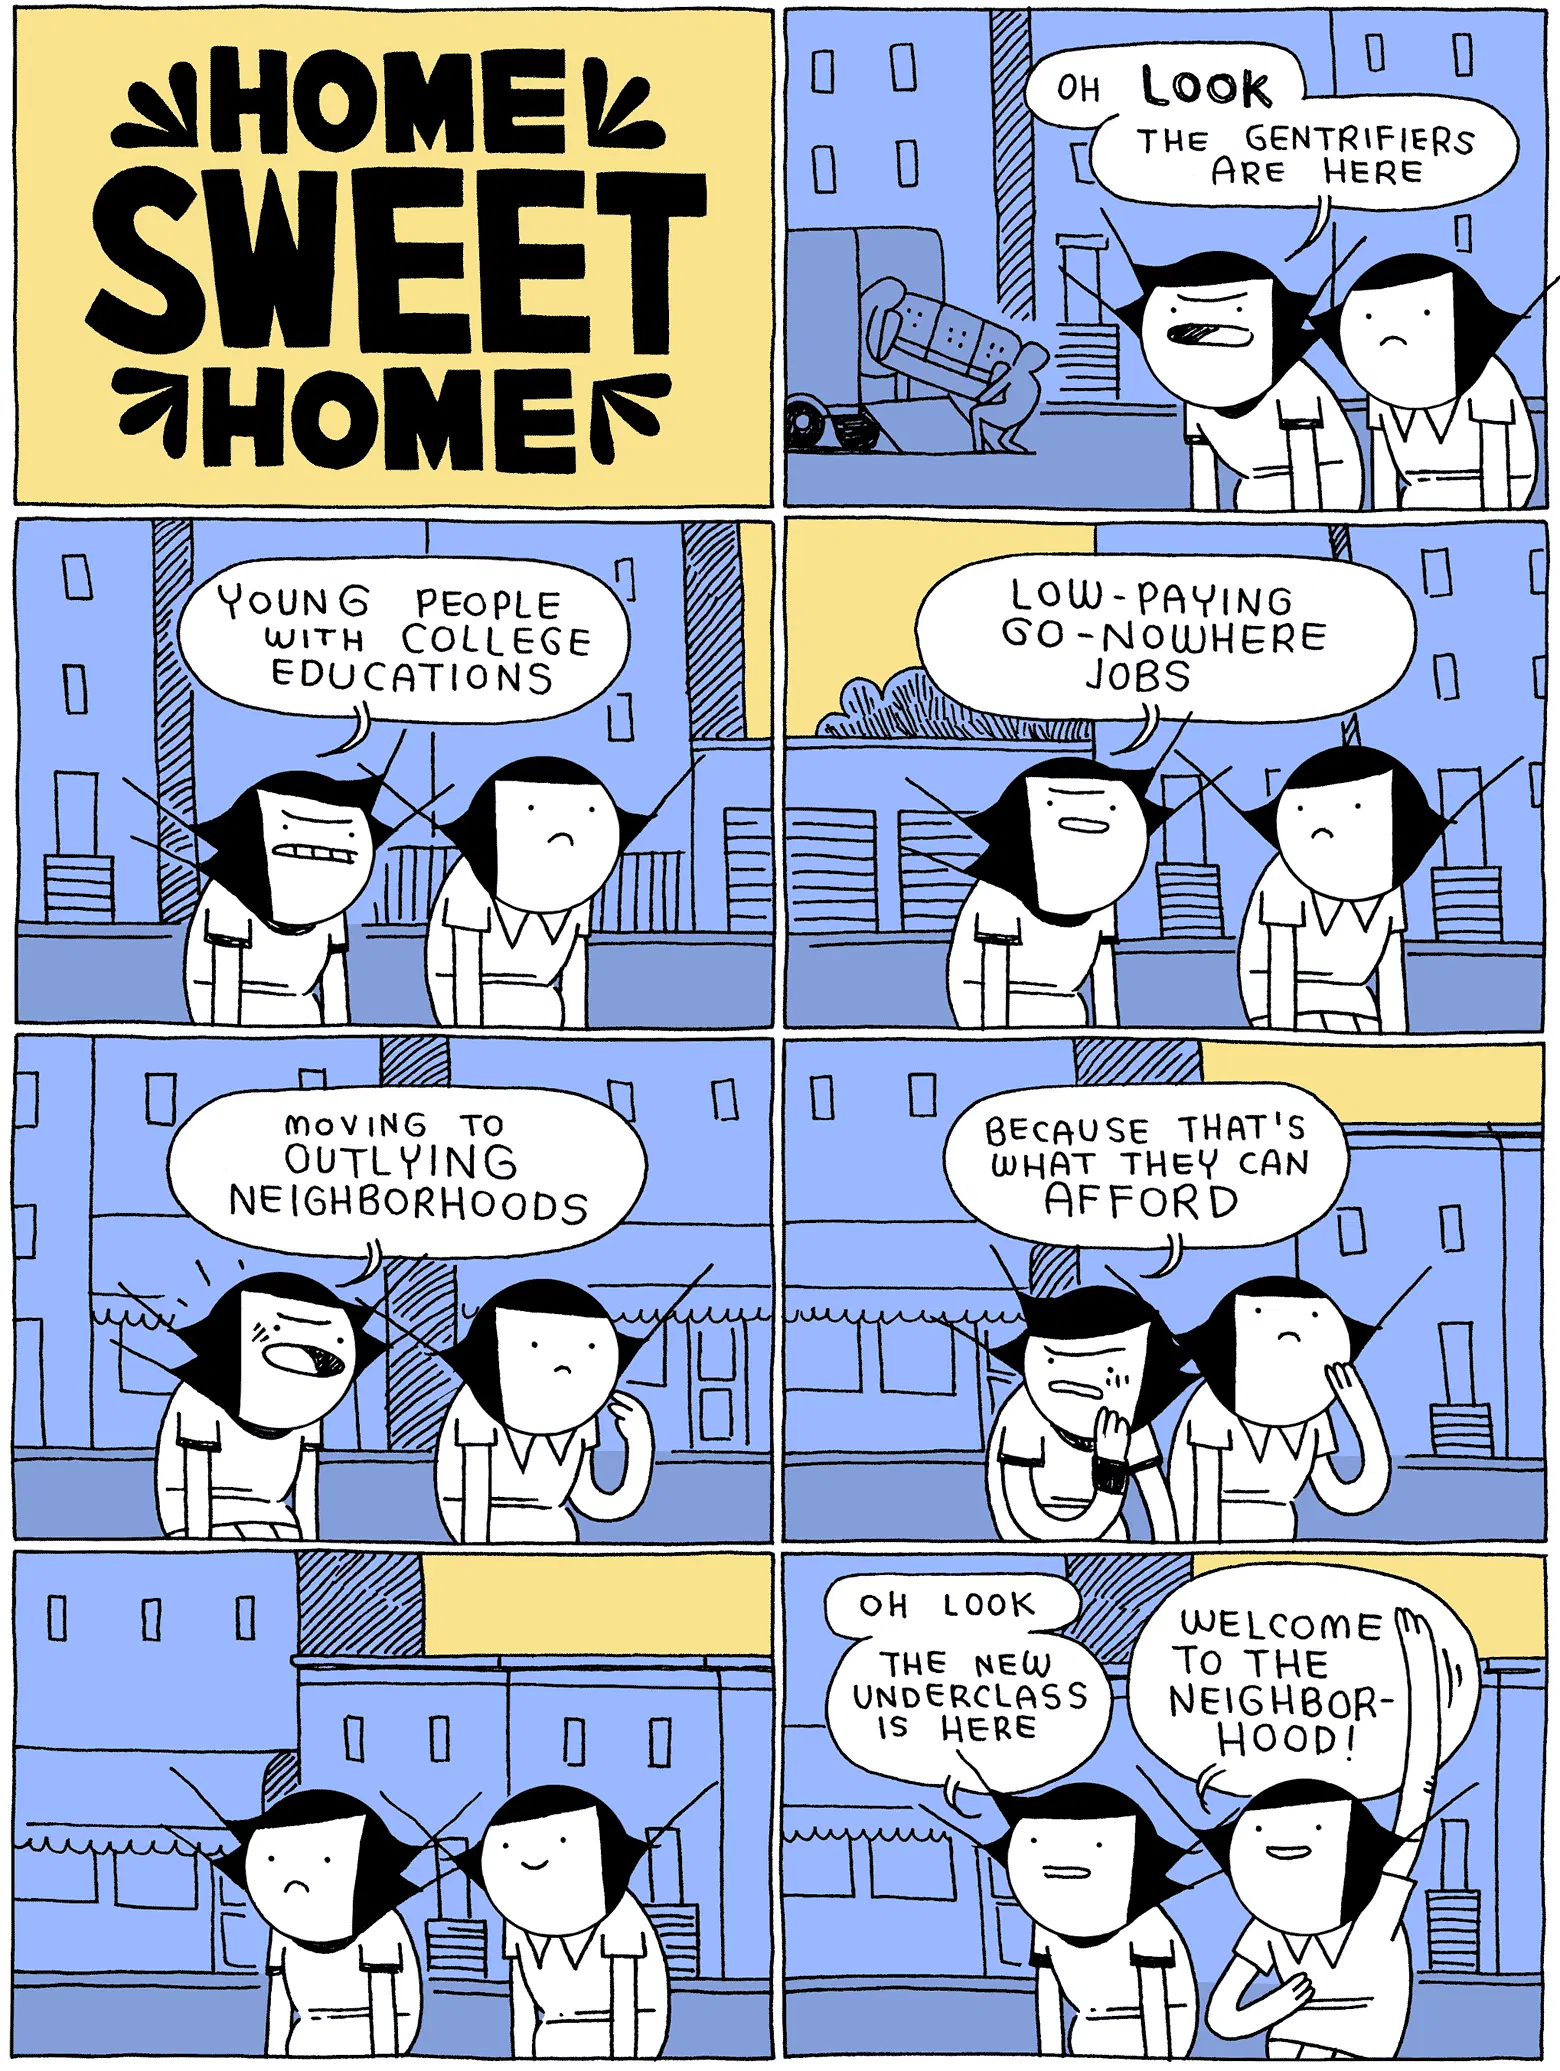 HOME
SWEET
HOME
OH LOOK
THE GENTRIFIERS
ARE HERE
YOUNG PEOPLE
WITH COLLEGE
EDUCATIONS
LOW-PAYING
GO-NOWHERE
JOBS
MOVING TO
OUTLYING
NEIGHBORHOODS
BECAUSE THAT'S
WHAT THEY CAN
AFFORD
OH LOOK
THE NEW
UNDERCLASS
IS HERE
WELCOME
TO THE
NEIGHBOR-
HOOD!